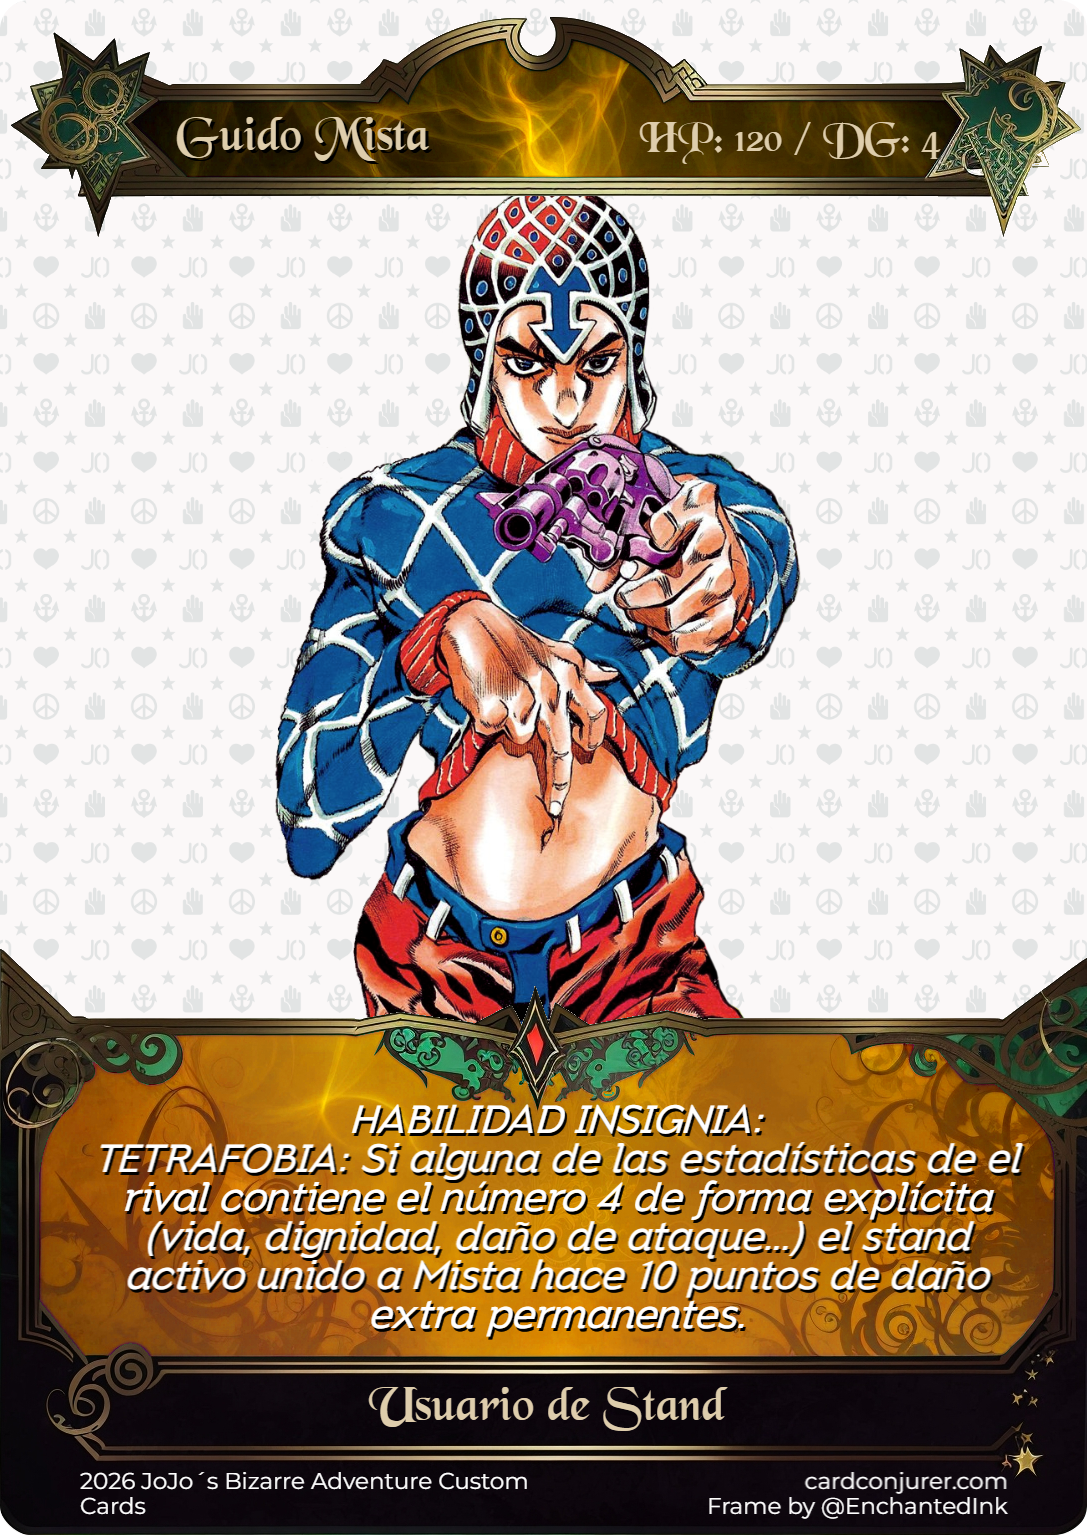 Guido Mista
HP: 120 / DG: 4
HABILIDAD INSIGNIA:
TETRAFOBIA: Si alguna de las estadísticas de el
rival contiene el número 4 de forma explícita
(vida, dignidad, daño de ataque...) el stand
activo unido a Mista hace 10 puntos de daño
extra permanentes.
Usuario de Stand
2026 JoJo´s Bizarre Adventure Custom
Cards
cardconjurer.com
Frame by @EnchantedInk